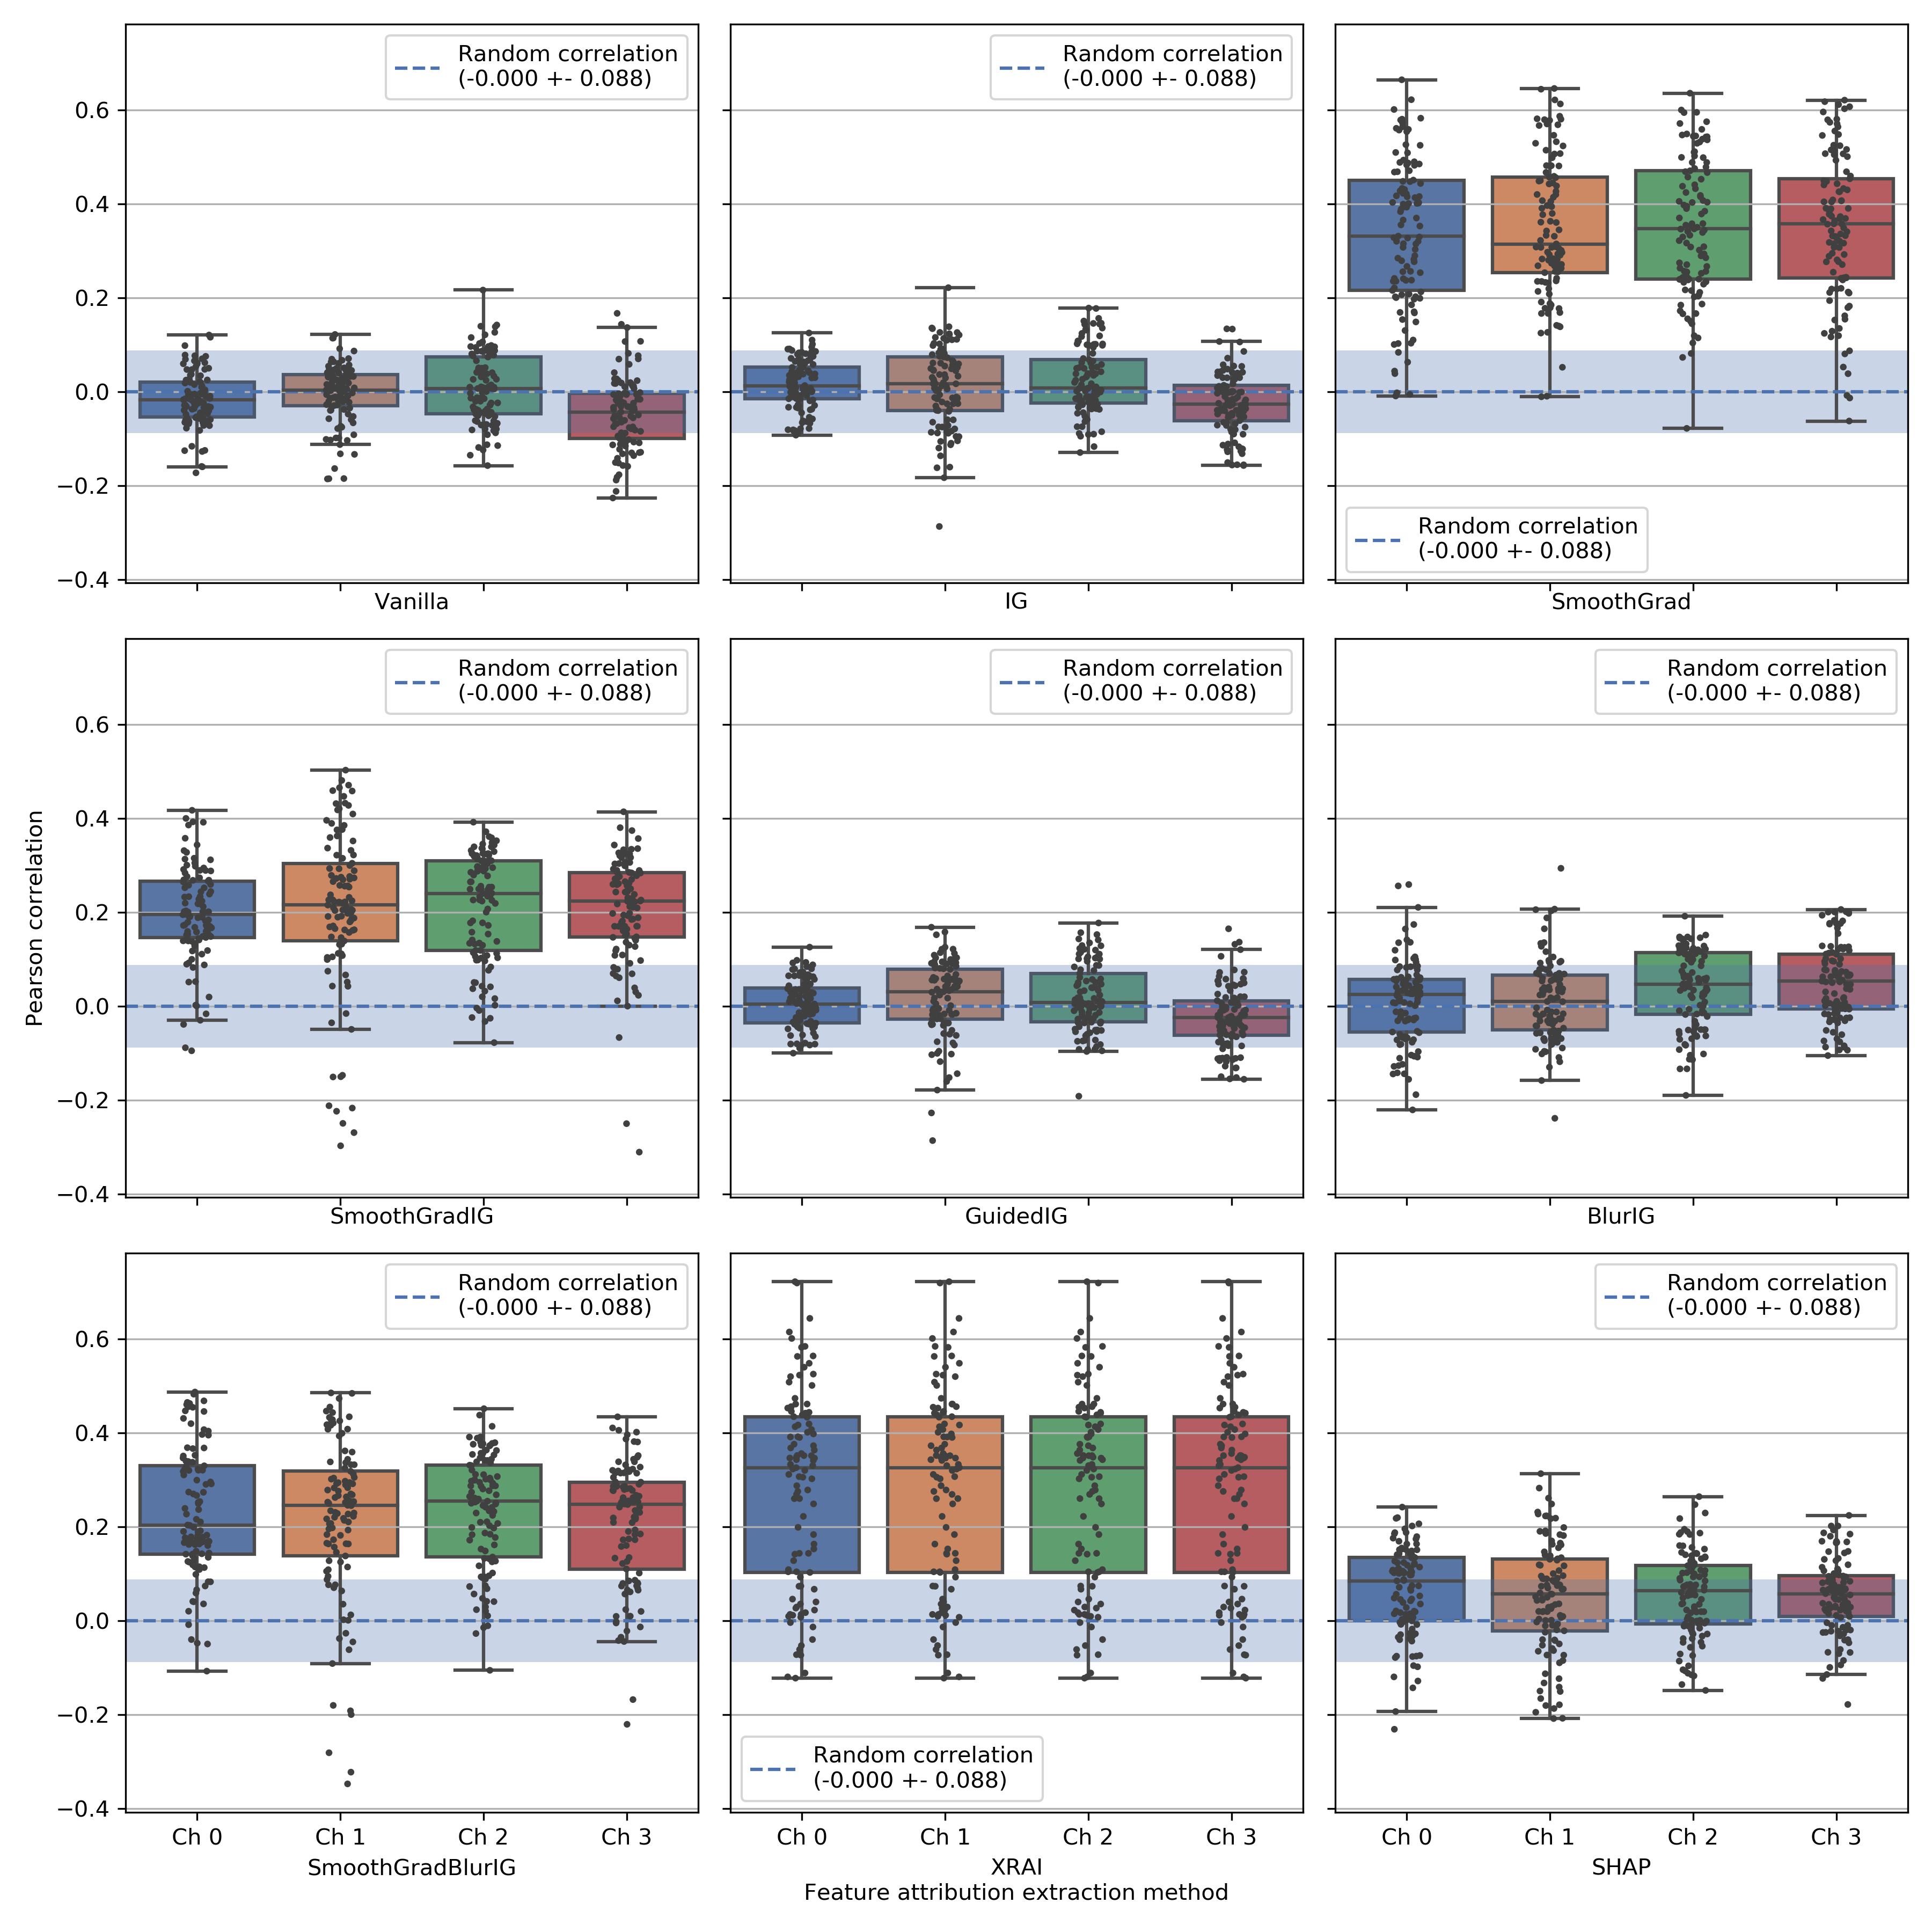 Random correlation
(-0.000 +- 0.088)
Random correlation
(-0.000 +- 0.088)
0.6
0.4
0.2
0.0
−0.2
−0.4
Random correlation
(-0.000 +- 0.088)
Vanilla
IG
SmoothGrad
Random correlation
(-0.000 +- 0.088)
Random correlation
(-0.000 +- 0.088)
Random correlation
(-0.000 +- 0.088)
Pearson correlation
0.6
0.4
0.2
0.0
−0.2
−0.4
SmoothGradIG
GuidedIG
BlurIG
Random correlation
(-0.000 +- 0.088)
Random correlation
(-0.000 +- 0.088)
0.6
0.4
0.2
0.0
−0.2
−0.4
Random correlation
(-0.000 +- 0.088)
Ch 0 Ch 1 Ch 2 Ch 3
Ch 0 Ch 1 Ch 2 Ch 3
Ch 0 Ch 1 Ch 2 Ch 3
SmoothGradBlurIG
XRAI
SHAP
Feature attribution extraction method